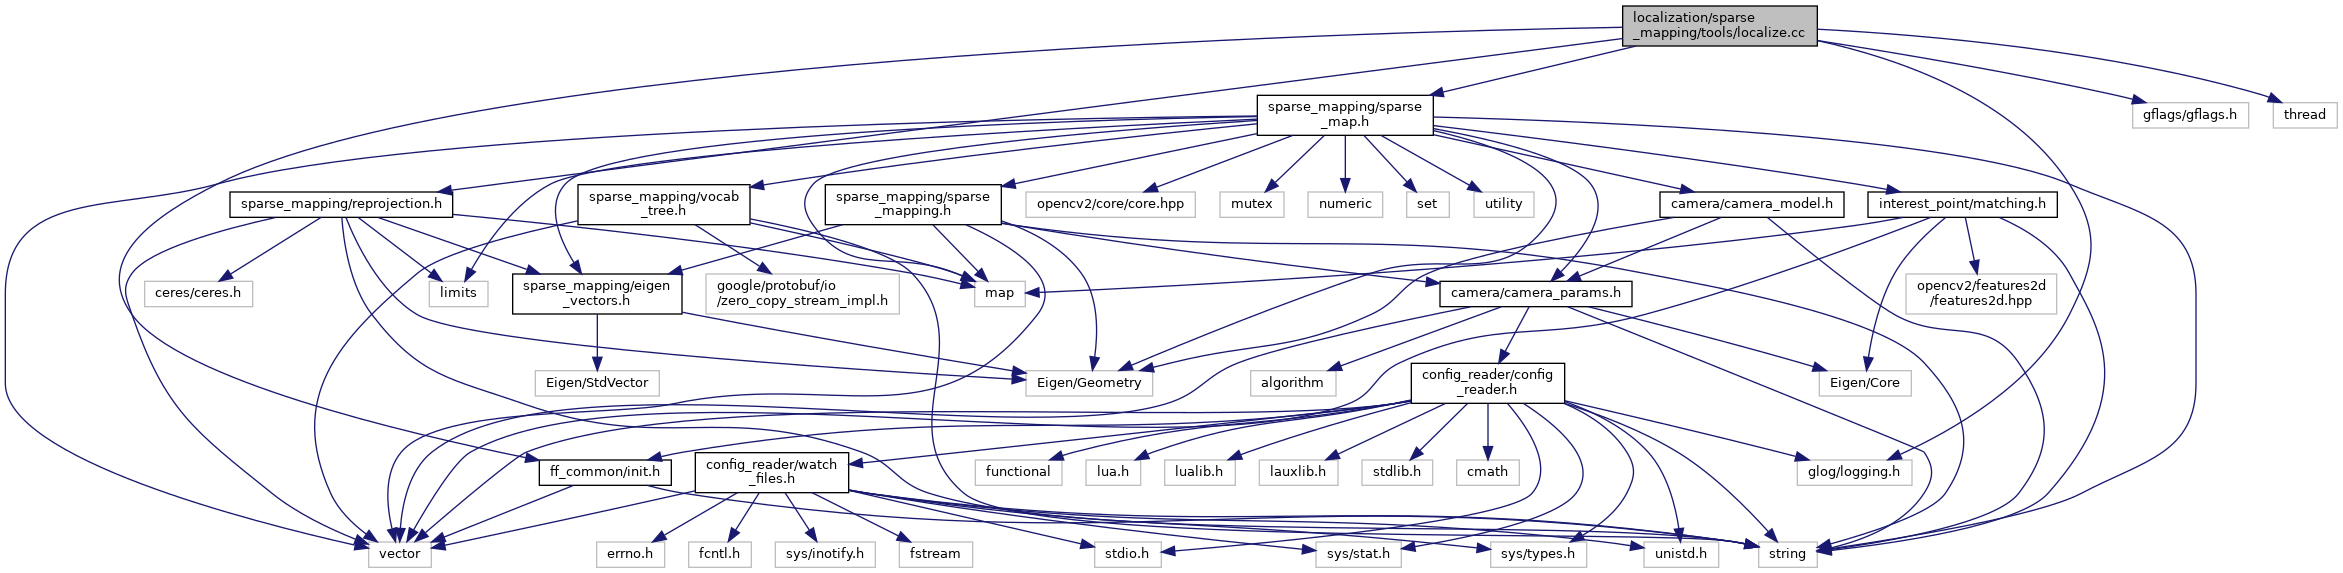 localization/sparse
_mapping/tools/localize.cc
sparse_mapping/sparse
_map.h
gflags/gflags.h
thread
sparse_mapping/reprojection.h
sparse_mapping/vocab
_tree.h
sparse_mapping/sparse
_mapping.h
opencv2/core/core.hpp
mutex
numeric
set
utility
camera/camera_model.h
interest_point/matching.h
ceres/ceres.h
limits
sparse_mapping/eigen
_vectors.h
google/protobuf/io
/zero_copy_stream_impl.h
map
camera/camera_params.h
opencv2/features2d
/features2d.hpp
Eigen/StdVector
Eigen/Geometry
algorithm
config_reader/config
_reader.h
Eigen/Core
ff_common/init.h
config_reader/watch
_files.h
functional
lua.h
lualib.h
lauxlib.h
stdlib.h
cmath
glog/logging.h
vector
errno.h
fcntl.h
sys/inotify.h
fstream
stdio.h
sys/stat.h
sys/types.h
unistd.h
string